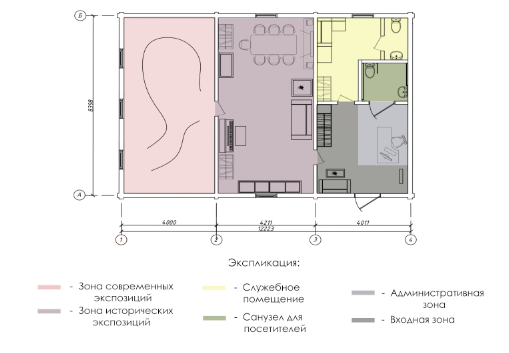 Б
8398
А
4000 4211 4011
12223
1 2 3 4
Экспликация:
- Зона современных экспозиций
- Зона исторических экспозиций
- Служебное помещение
- Санузел для посетителей
- Административная зона
- Входная зона